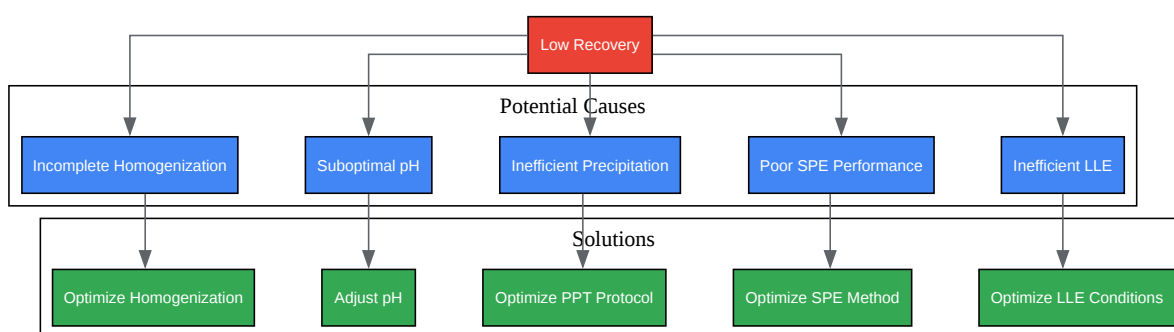 Low Recovery
Potential Causes
Incomplete Homogenization
Suboptimal pH
Inefficient Precipitation
Poor SPE Performance
Inefficient LLE
Solutions
Optimize Homogenization
Adjust pH
Optimize PPT Protocol
Optimize SPE Method
Optimize LLE Conditions